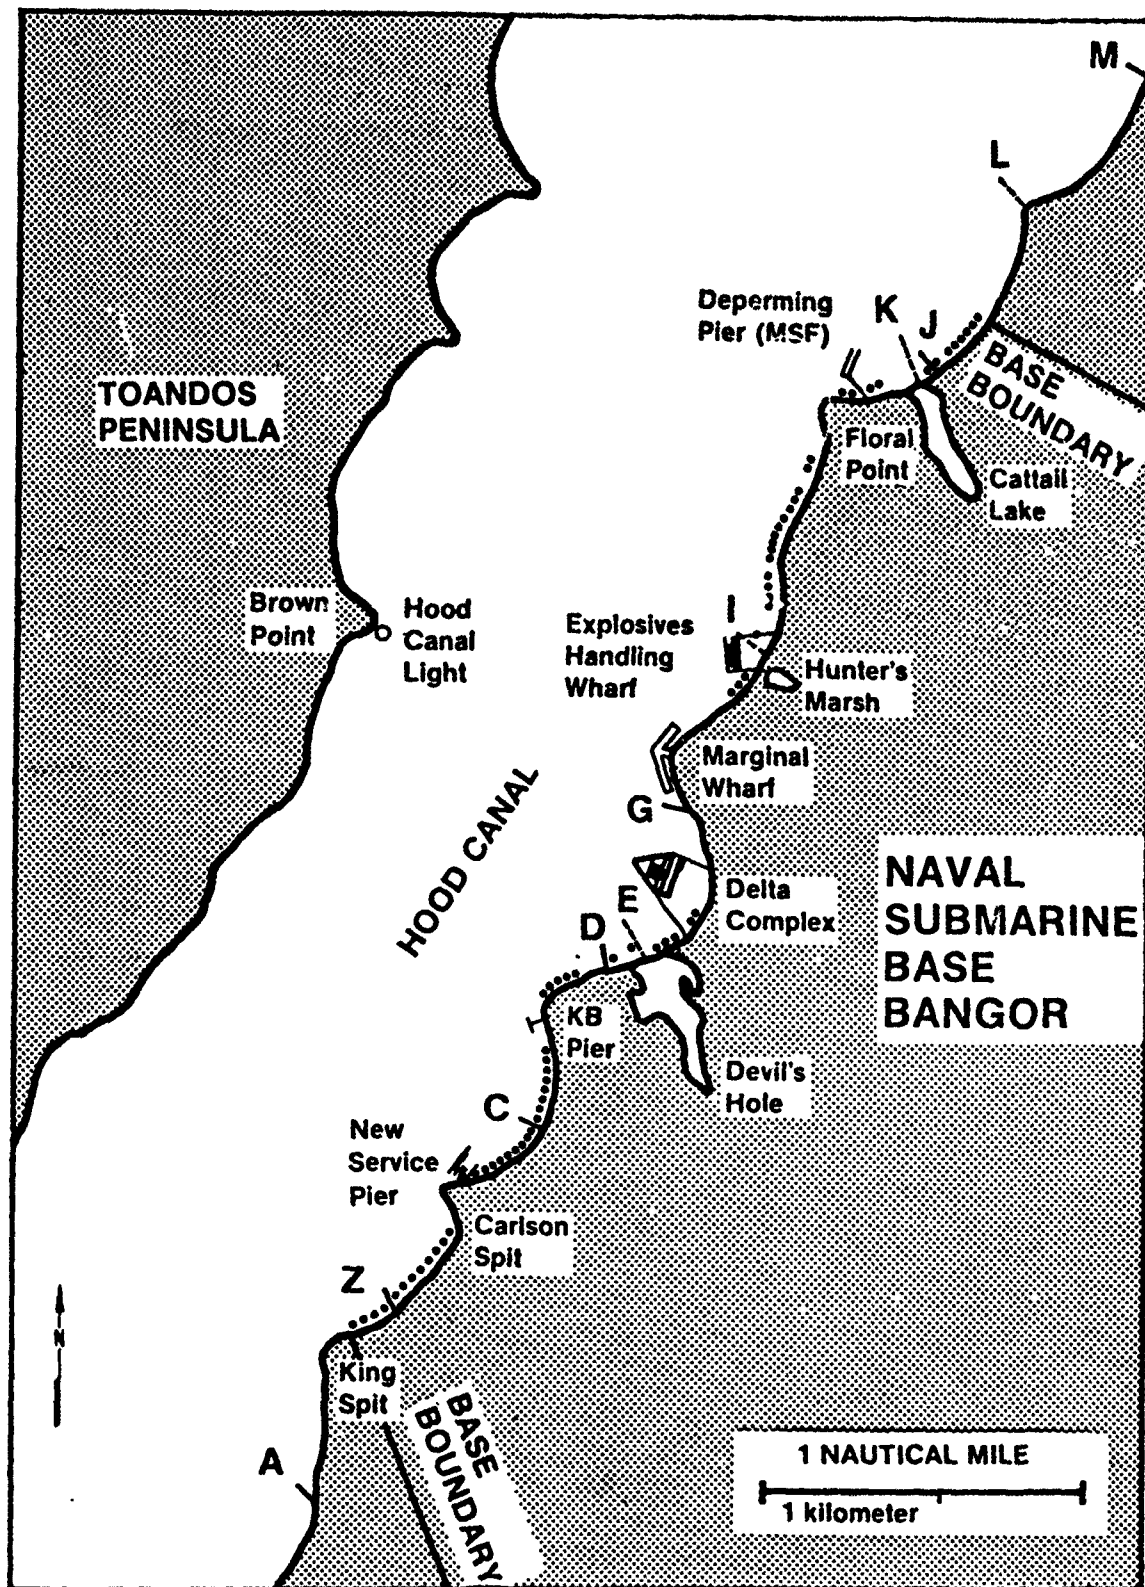 M
L
Deperming
Pier (MSF)
K
J
BASE
BOUNDARY
TOANDOS
PENINSULA
Floral
Point
Cattail
Lake
Brown
Point
Hood
Canal
Light
Explosives
Handling
Wharf
I
Hunter's
Marsh
Marginal
Wharf
G
HOOD CANAL
NAVAL
SUBMARINE
BASE
BANGOR
Delta
Complex
E
D
KB
Pier
Devil's
Hole
C
New
Service
Pier
Carlson
Spit
Z
N
King
Spit
BASE
BOUNDARY
A
1 NAUTICAL MILE
1 kilometer